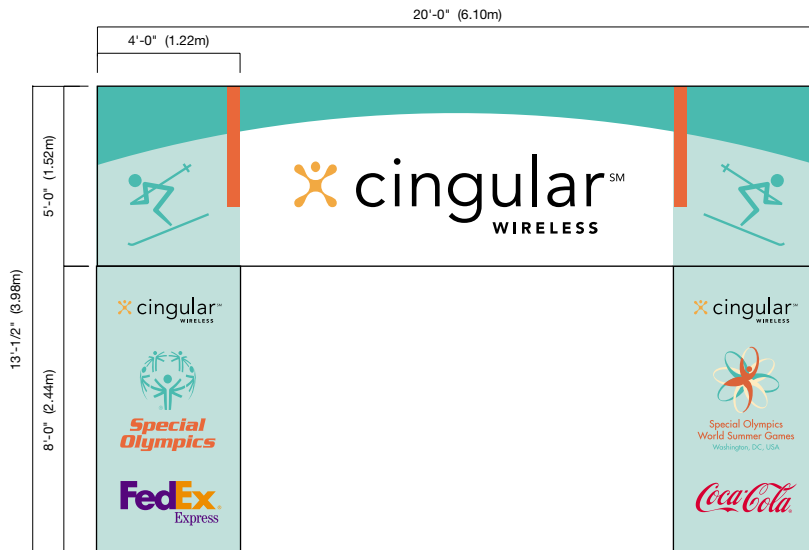 20'-0" (6.10m)
4'-0" (1.22m)
13'-1/2" (3.98m)
5'-0" (1.52m)
8'-0" (2.44m)
cingular SM
WIRELESS
cingular SM
WIRELESS
®
Special
Olympics
FedEx®
Express
cingular SM
WIRELESS
Special Olympics
World Summer Games
Washington, DC, USA
Coca-Cola®